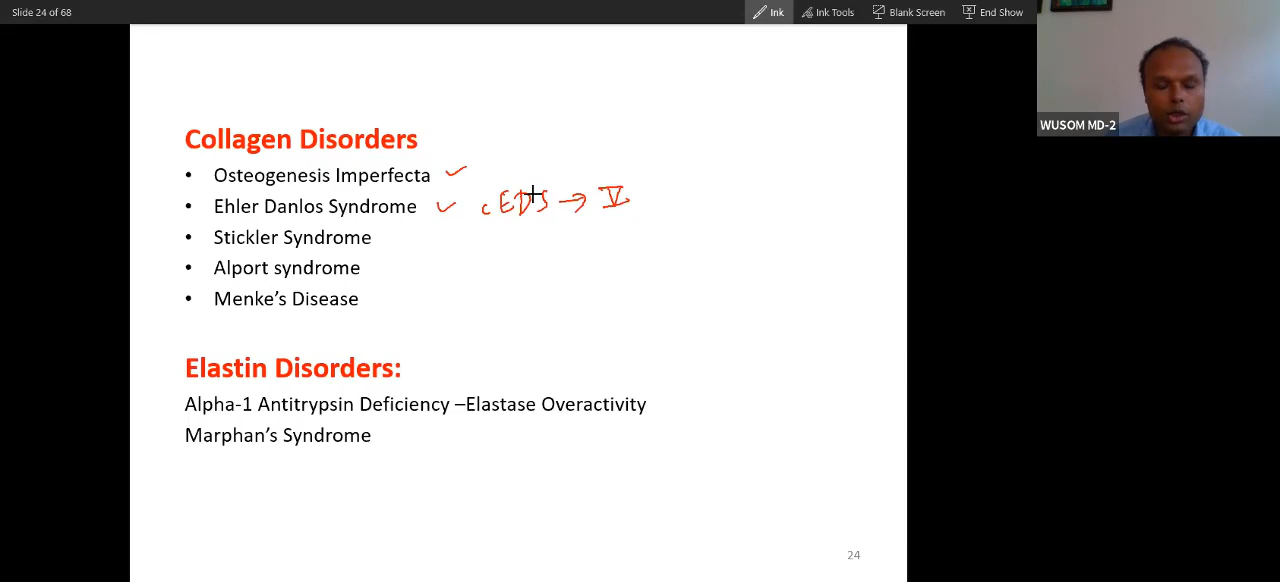 Slide 24 of 68
Ink
Ink Tools
Blank Screen
End Show
WUSOM MD-2
Collagen Disorders
• Osteogenesis Imperfecta ✓
• Ehler Danlos Syndrome ✓ cEDS → V
• Stickler Syndrome
• Alport syndrome
• Menke’s Disease
Elastin Disorders:
Alpha-1 Antitrypsin Deficiency –Elastase Overactivity
Marphan’s Syndrome
24